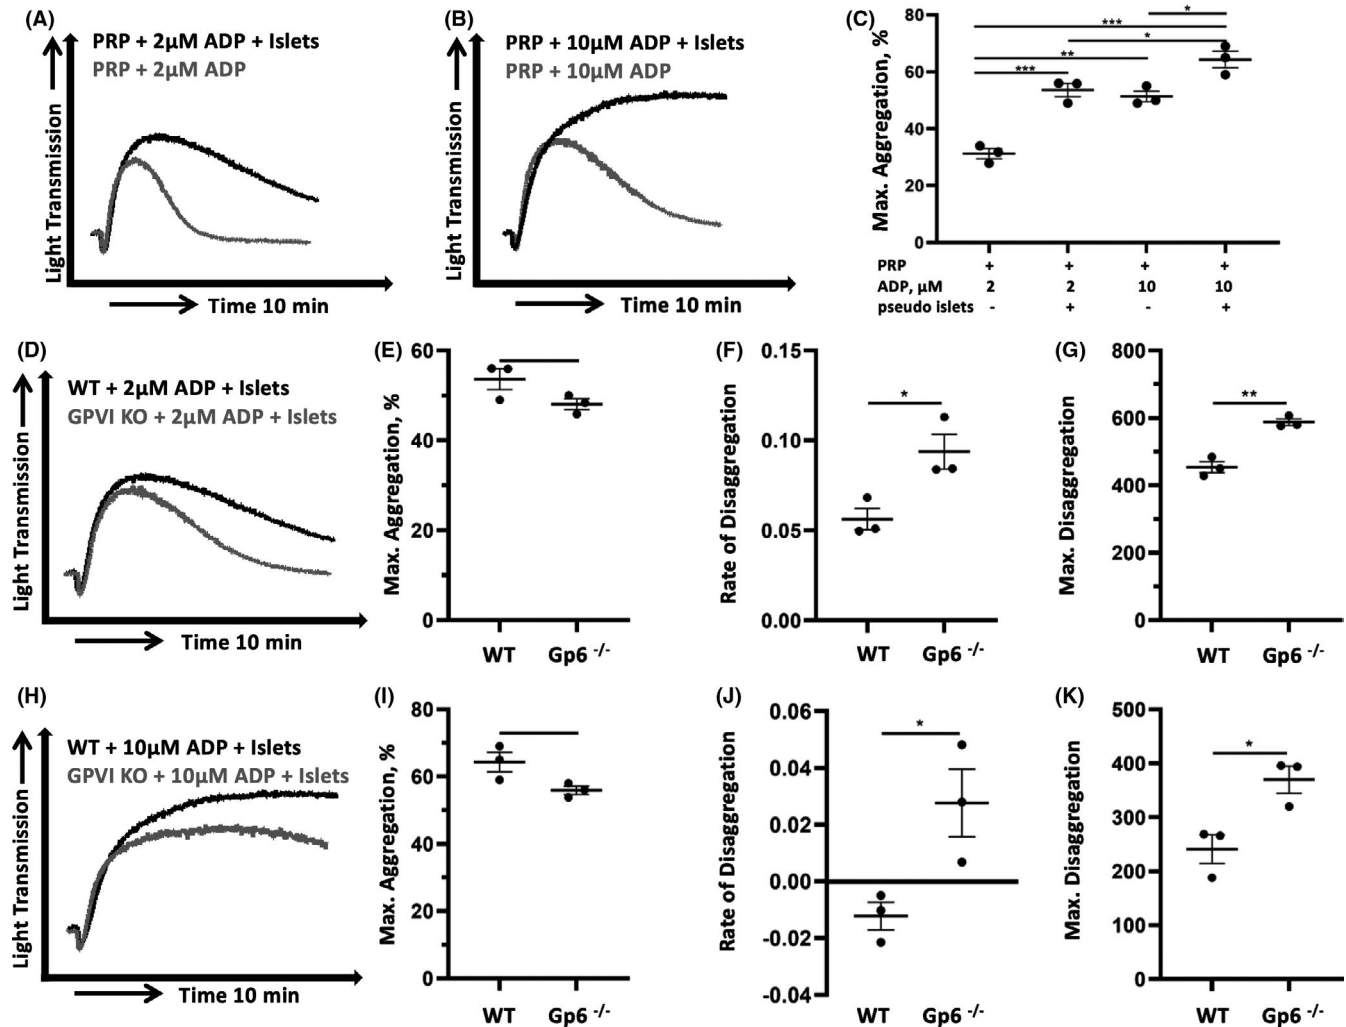 (A)
PRP + 2µM ADP + Islets
PRP + 2µM ADP
Light Transmission
Time 10 min
(B)
PRP + 10µM ADP + Islets
PRP + 10µM ADP
Light Transmission
Time 10 min
(C)
Max. Aggregation, %
80
60
40
20
0
*
***
*
**
***
PRP + + + +
ADP, µM 2 2 10 10
pseudo islets - + - +
(D)
WT + 2µM ADP + Islets
GPVI KO + 2µM ADP + Islets
Light Transmission
Time 10 min
(E)
Max. Aggregation, %
60
40
20
0
WT Gp6 -/-
(F)
Rate of Disaggregation
0.15
0.10
0.05
0.00
*
WT Gp6 -/-
(G)
Max. Disaggregation
800
600
400
200
0
**
WT Gp6 -/-
(H)
WT + 10µM ADP + Islets
GPVI KO + 10µM ADP + Islets
Light Transmission
Time 10 min
(I)
Max. Aggregation, %
80
60
40
20
0
WT Gp6 -/-
(J)
Rate of Disaggregation
0.06
0.04
0.02
0.00
-0.02
-0.04
*
WT Gp6 -/-
(K)
Max. Disaggregation
500
400
300
200
100
0
*
WT Gp6 -/-